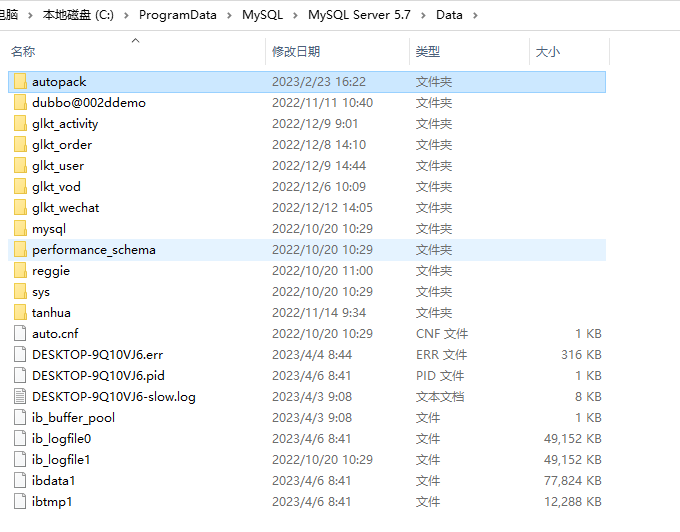 电脑 > 本地磁盘 (C:) > ProgramData > MySQL > MySQL Server 5.7 > Data >
名称 修改日期 类型 大小
autopack 2023/2/23 16:22 文件夹
dubbo@002ddemo 2022/11/11 10:40 文件夹
glkt_activity 2022/12/9 9:01 文件夹
glkt_order 2022/12/8 14:10 文件夹
glkt_user 2022/12/9 14:44 文件夹
glkt_vod 2022/12/6 10:09 文件夹
glkt_wechat 2022/12/12 14:05 文件夹
mysql 2022/10/20 10:29 文件夹
performance_schema 2022/10/20 10:29 文件夹
reggie 2022/10/20 11:00 文件夹
sys 2022/10/20 10:29 文件夹
tanhua 2022/11/14 9:34 文件夹
auto.cnf 2022/10/20 10:29 CNF 文件 1 KB
DESKTOP-9Q10VJ6.err 2023/4/4 8:44 ERR 文件 316 KB
DESKTOP-9Q10VJ6.pid 2023/4/6 8:41 PID 文件 1 KB
DESKTOP-9Q10VJ6-slow.log 2023/4/3 9:08 文本文档 8 KB
ib_buffer_pool 2023/4/3 9:08 文件 1 KB
ib_logfile0 2023/4/6 8:41 文件 49,152 KB
ib_logfile1 2022/10/20 10:29 文件 49,152 KB
ibdata1 2023/4/6 8:41 文件 77,824 KB
ibtmp1 2023/4/6 8:41 文件 12,288 KB